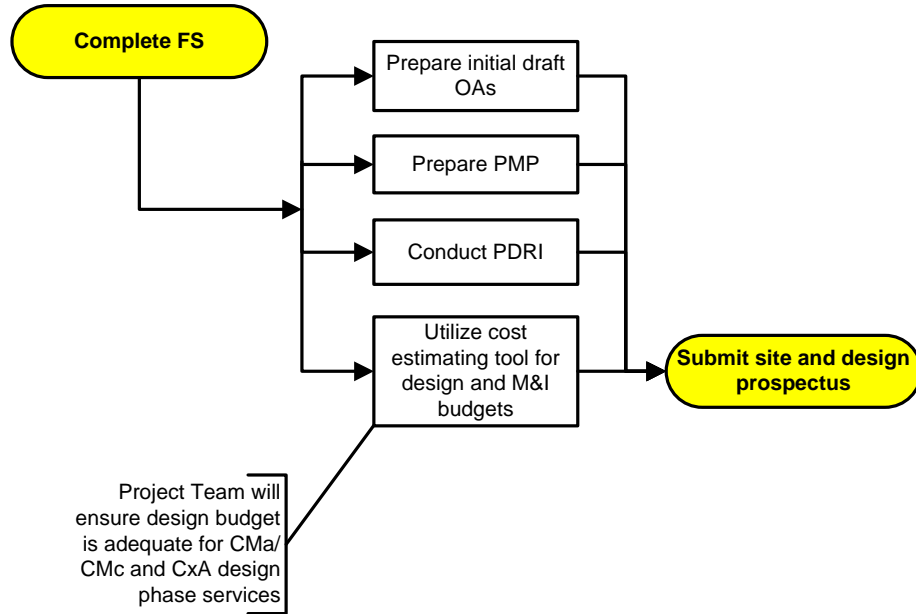 Complete FS
Prepare initial draft
OAs
Prepare PMP
Conduct PDRI
Utilize cost
estimating tool for
design and M&I
budgets
Submit site and design
prospectus
Project Team will
ensure design budget
is adequate for CMa/
CMc and CxA design
phase services